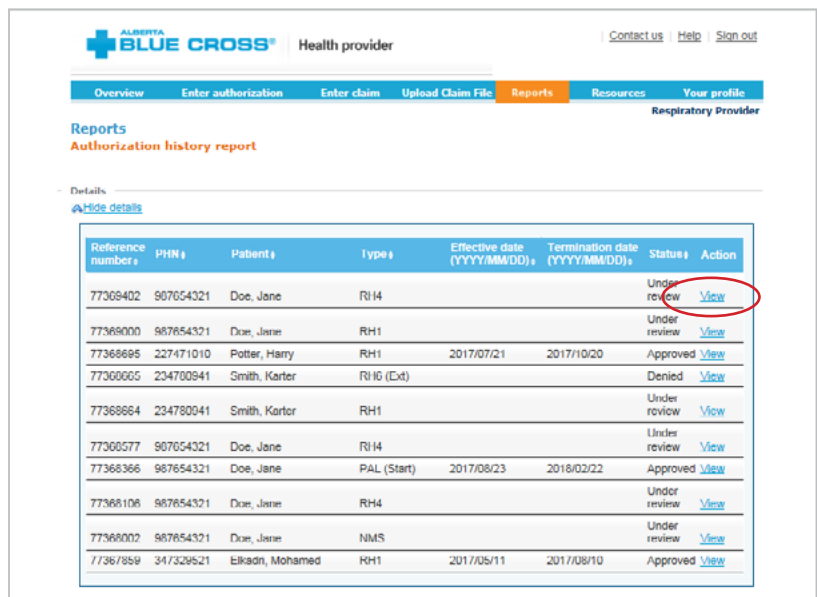 ALBERTA
BLUE CROSS® Health provider
Contact us Help Sign out
Overview Enter authorization Enter claim Upload Claim File Reports Resources Your profile
Respiratory Provider
Reports
Authorization history report
Details
Hide details
Reference number PHN Patient Type Effective date (YYYY/MM/DD) Termination date (YYYY/MM/DD) Status Action
77369402 987654321 Doe, Jane RH4 Under review View
77369000 987654321 Doe, Jane RH1 Under review View
77368695 227471010 Potter, Harry RH1 2017/07/21 2017/10/20 Approved View
77368665 234780941 Smith, Karter RH6 (Ext) Denied View
77368664 234780941 Smith, Karter RH1 Under review View
77368577 987654321 Doe, Jane RH4 Under review View
77368366 987654321 Doe, Jane PAL (Start) 2017/08/23 2018/02/22 Approved View
77368106 987654321 Doe, Jane RH4 Under review View
77368002 987654321 Doe, Jane NMS Under review View
77367859 347329521 Elkadri, Mohamed RH1 2017/05/11 2017/08/10 Approved View